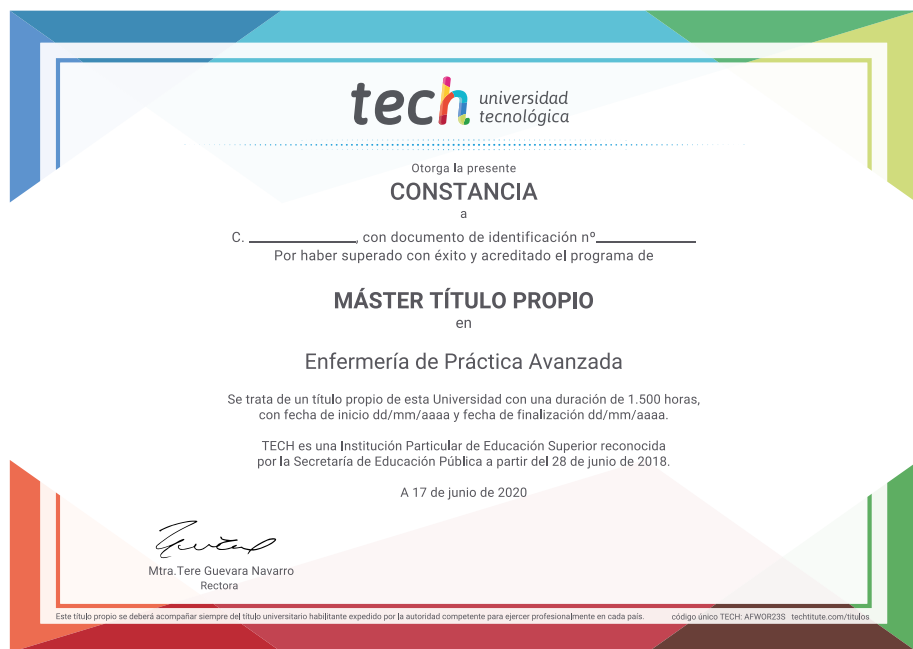 tech universidad
tecnológica
Otorga la presente
CONSTANCIA
a
C. ____________, con documento de identificación nº____________
Por haber superado con éxito y acreditado el programa de
MÁSTER TÍTULO PROPIO
en
Enfermería de Práctica Avanzada
Se trata de un título propio de esta Universidad con una duración de 1.500 horas,
con fecha de inicio dd/mm/aaaa y fecha de finalización dd/mm/aaaa.
TECH es una Institución Particular de Educación Superior reconocida
por la Secretaría de Educación Pública a partir del 28 de junio de 2018.
A 17 de junio de 2020
Mtra.Tere Guevara Navarro
Rectora
Este título propio se deberá acompañar siempre del título universitario habilitante expedido por la autoridad competente para ejercer profesionalmente en cada país. código único TECH: AFWOR23S techtitute.com/titulos